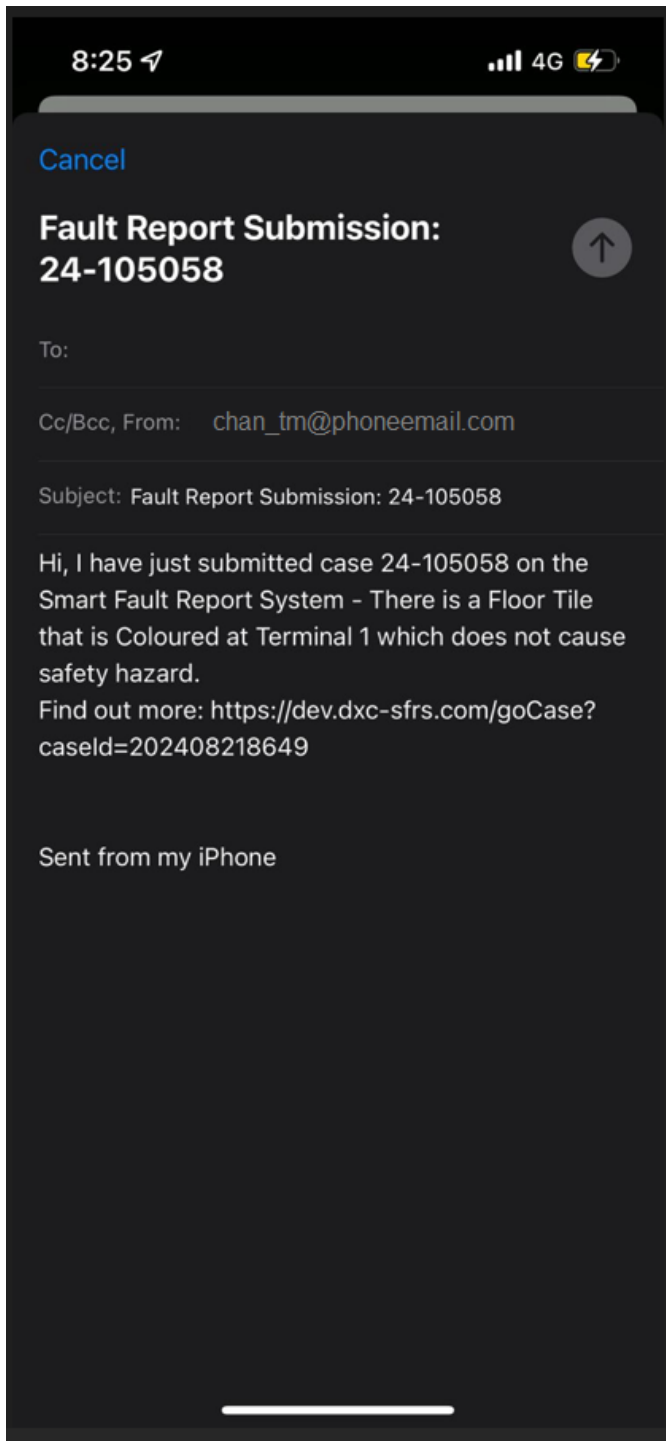 8:25
4G
Cancel
Fault Report Submission:
24-105058
To:
Cc/Bcc, From: chan_tm@phoneemail.com
Subject: Fault Report Submission: 24-105058
Hi, I have just submitted case 24-105058 on the
Smart Fault Report System - There is a Floor Tile
that is Coloured at Terminal 1 which does not cause
safety hazard.
Find out more: https://dev.dxc-sfrs.com/goCase?
caseId=202408218649
Sent from my iPhone